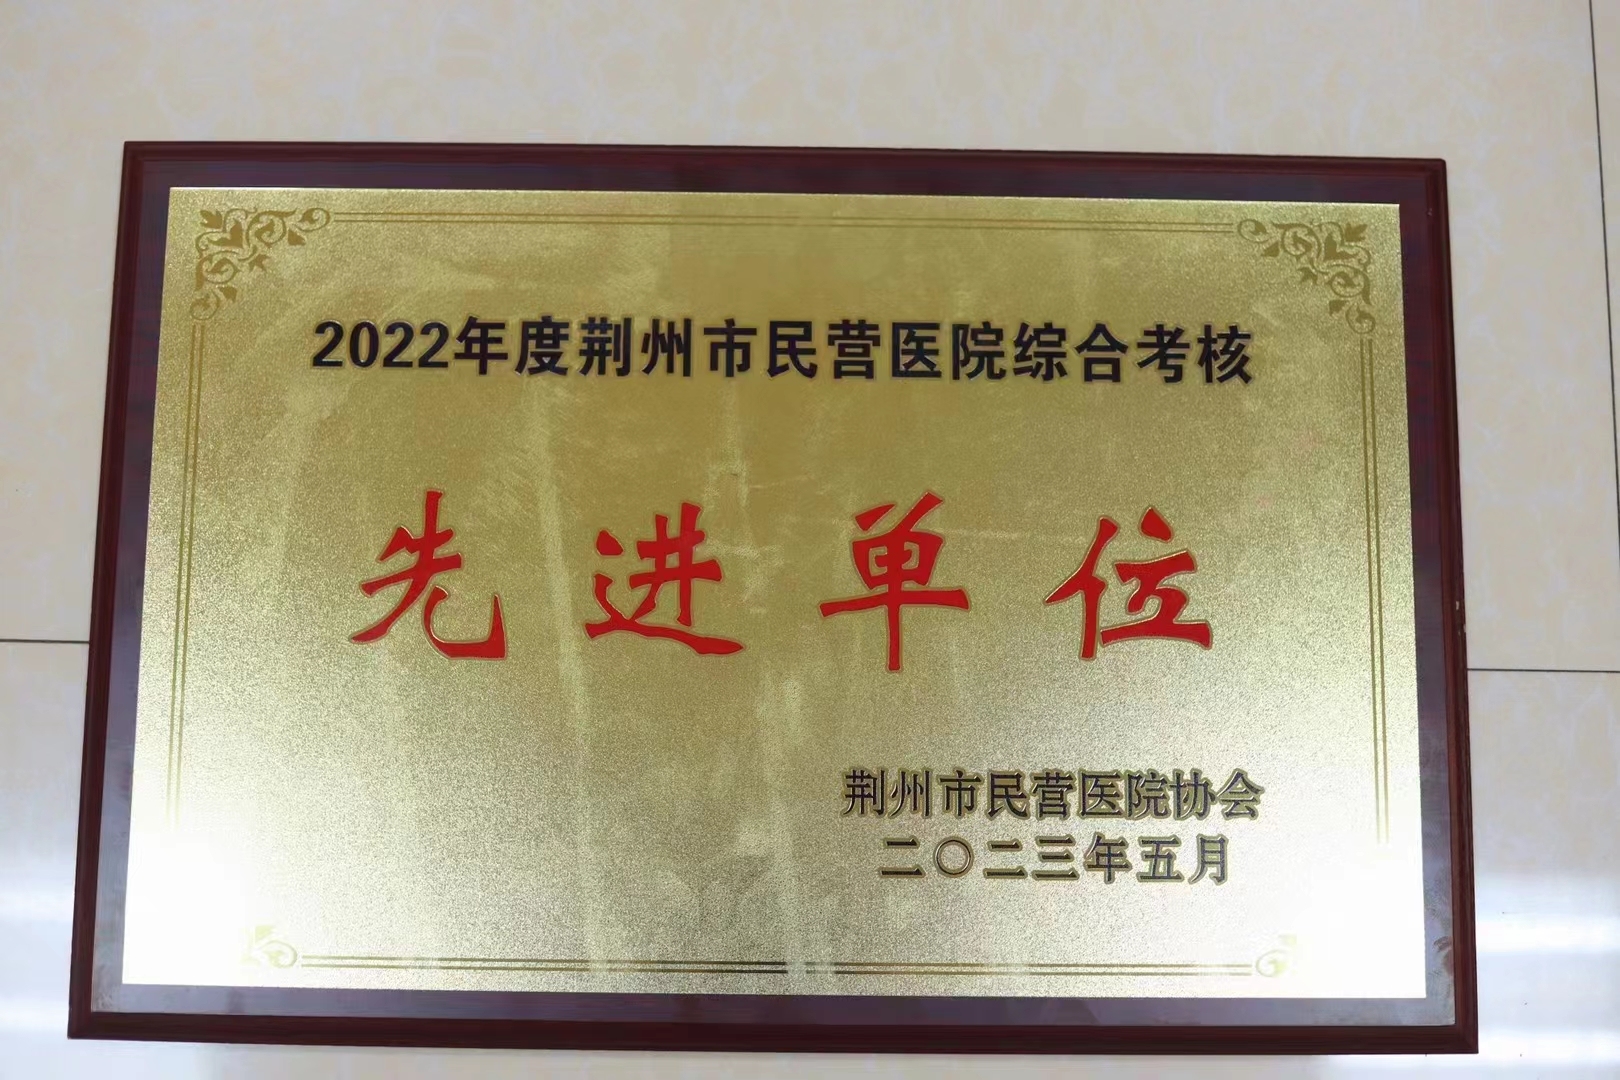 2022年度荆州市民营医院综合考核
先进单位
荆州市民营医院协会
二〇二三年五月